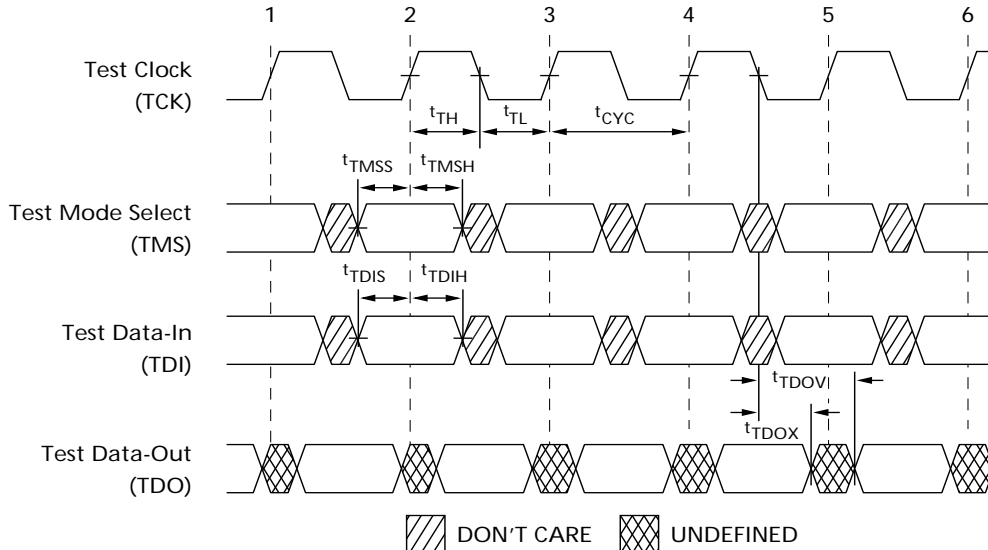 1 2 3 4 5 6
Test Clock
(TCK)
tTH tTL tCYC
tTMSS tTMSH
Test Mode Select
(TMS)
tTDIS tTDIH
Test Data-In
(TDI)
tTDOV
tTDOX
Test Data-Out
(TDO)
DON'T CARE UNDEFINED